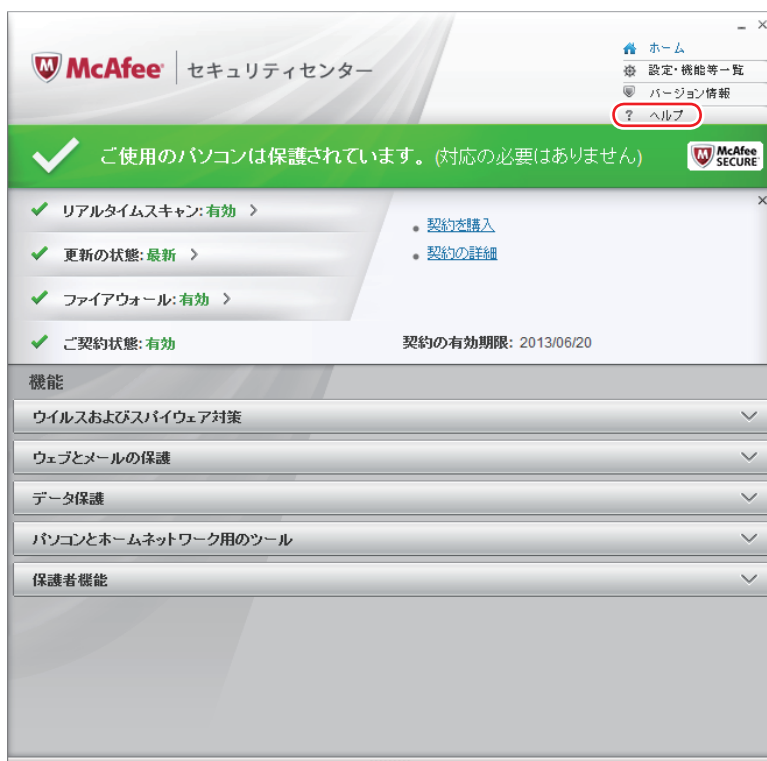 McAfee セキュリティセンター
ホーム
設定・機能等一覧
バージョン情報
? ヘルプ
ご使用のパソコンは保護されています。(対応の必要はありません)
McAfee SECURE
リアルタイムスキャン:有効
契約を購入
更新の状態:最新
契約の詳細
ファイアウォール:有効
ご契約状態:有効
契約の有効期限: 2013/06/20
機能
ウイルスおよびスパイウェア対策
ウェブとメールの保護
データ保護
パソコンとホームネットワーク用のツール
保護者機能